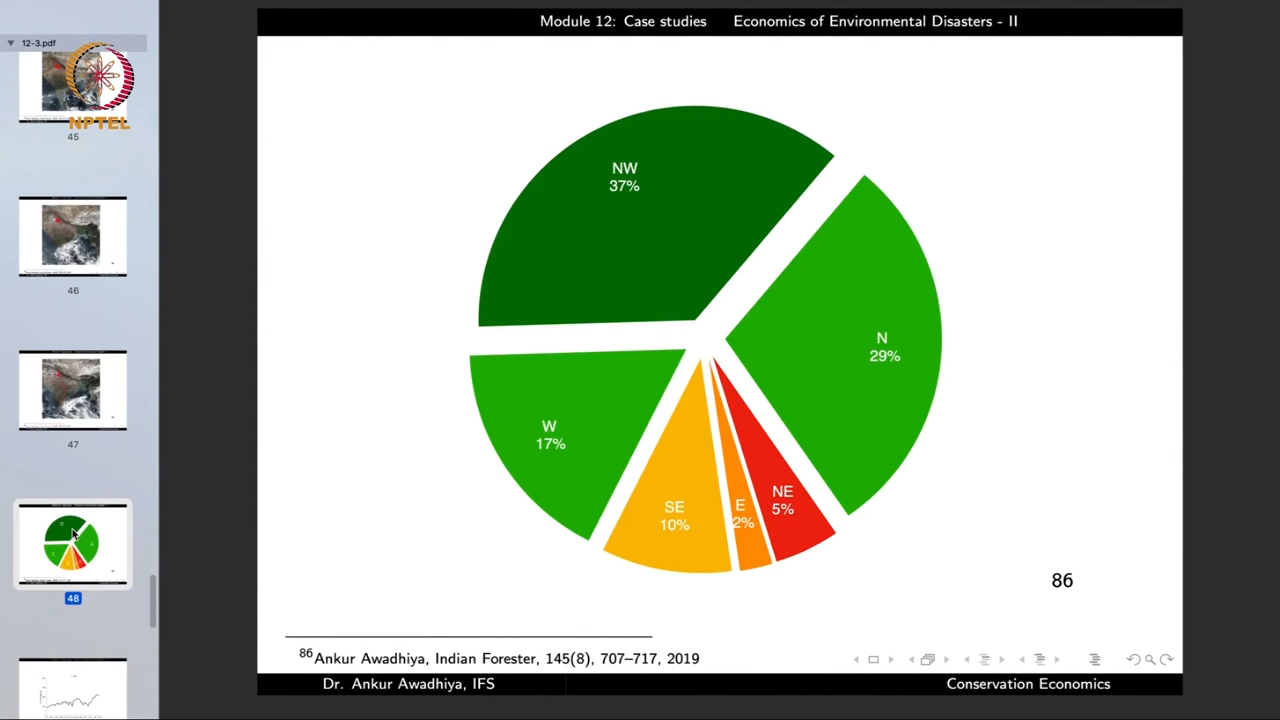 Module 12: Case studies Economics of Environmental Disasters - II
12-3.pdf
NPTEL
45
46
47
48
NW
37%
N
29%
W
17%
SE
10%
E
2%
NE
5%
86
86Ankur Awadhiya, Indian Forester, 145(8), 707–717, 2019
Dr. Ankur Awadhiya, IFS
Conservation Economics